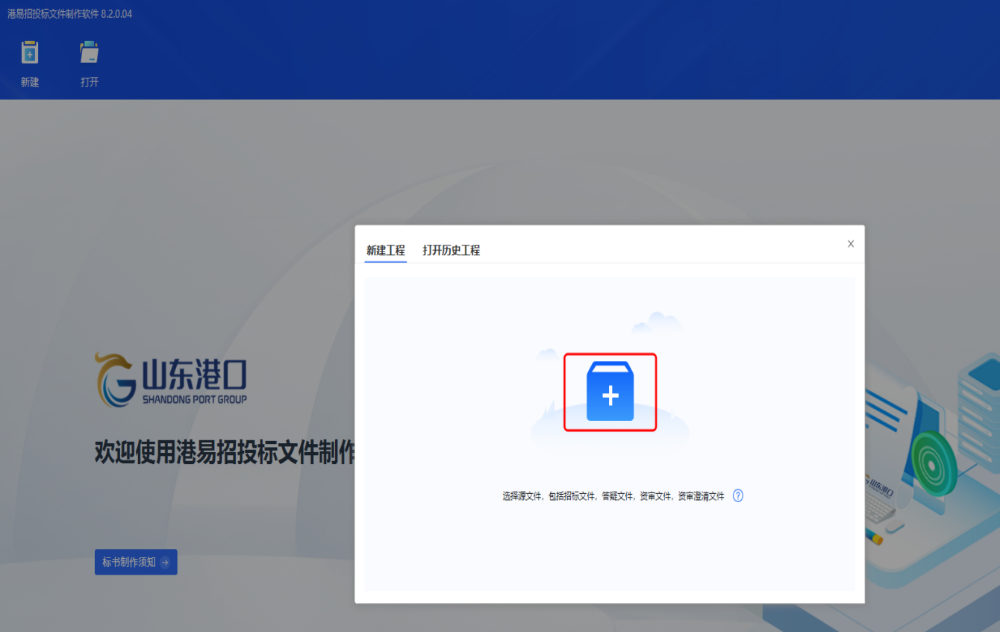 港易招投标文件制作软件 8.2.0.04
新建
打开
新建工程
打开历史工程
X
山东港口
SHANDONG PORT GROUP
欢迎使用港易招投标文件制作
选择源文件，包括招标文件，答疑文件，资审文件，资审澄清文件 ?
标书制作须知
山东港口